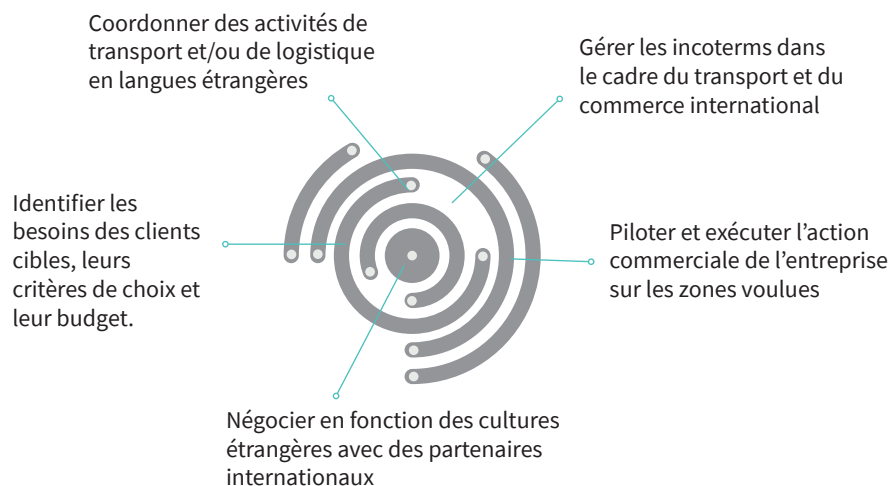 Coordonner des activités de
transport et/ou de logistique
en langues étrangères
Gérer les incoterms dans
le cadre du transport et du
commerce international
Identifier les
besoins des clients
cibles, leurs
critères de choix et
leur budget.
Piloter et exécuter l’action
commerciale de l’entreprise
sur les zones voulues
Négocier en fonction des cultures
étrangères avec des partenaires
internationaux